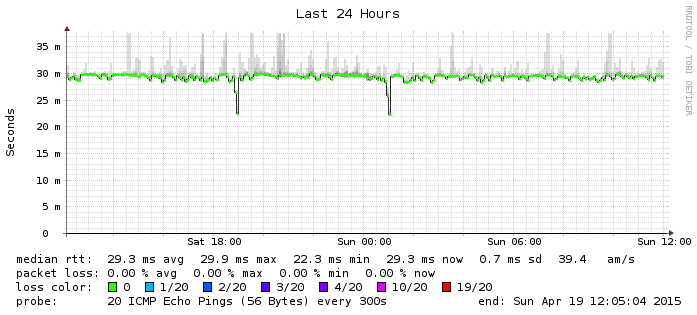 Last 24 Hours
RRDTOOL / TOBI OETIKER
Seconds
35 m
30 m
25 m
20 m
15 m
10 m
5 m
0
Sat 18:00 Sun 00:00 Sun 06:00 Sun 12:00
median rtt: 29.3 ms avg 29.9 ms max 22.3 ms min 29.3 ms now 0.7 ms sd 39.4 am/s
packet loss: 0.00 % avg 0.00 % max 0.00 % min 0.00 % now
loss color: 0 1/20 2/20 3/20 4/20 10/20 19/20
probe: 20 ICMP Echo Pings (56 Bytes) every 300s end: Sun Apr 19 12:05:04 2015